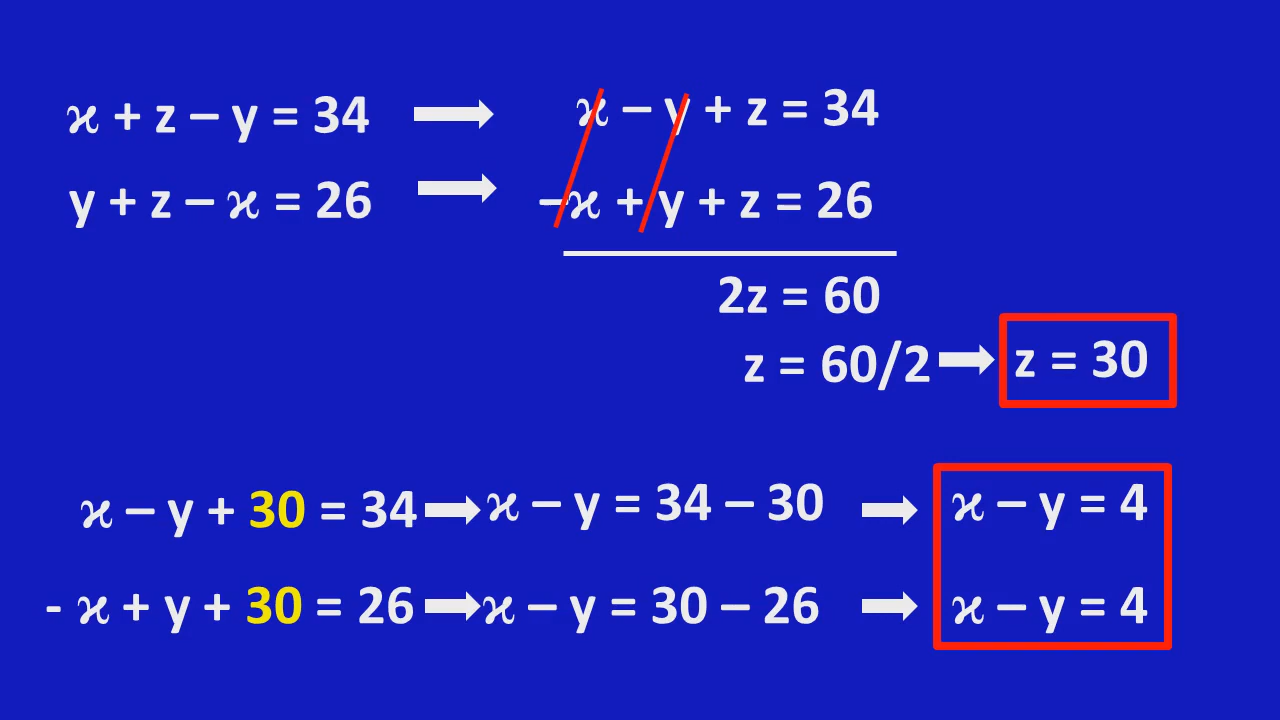 ϰ + z – y = 34
ϰ – y + z = 34
y + z – ϰ = 26
–ϰ + y + z = 26
2z = 60
z = 60/2
z = 30
ϰ – y + 30 = 34
ϰ – y = 34 – 30
ϰ – y = 4
- ϰ + y + 30 = 26
ϰ – y = 30 – 26
ϰ – y = 4